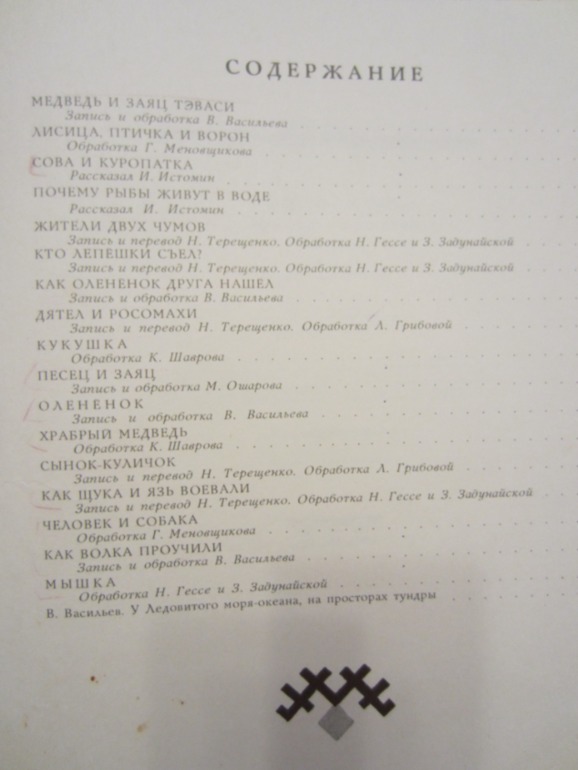 СОДЕРЖАНИЕ
МЕДВЕДЬ И ЗАЯЦ ТЭВАСИ
Запись и обработка В. Васильева
ЛИСИЦА, ПТИЧКА И ВОРОН
Обработка Г. Меновщикова
СОВА И КУРОПАТКА
Рассказал И. Истомин
ПОЧЕМУ РЫБЫ ЖИВУТ В ВОДЕ
Рассказал И. Истомин
ЖИТЕЛИ ДВУХ ЧУМОВ
Запись и перевод Н. Терещенко. Обработка Н. Гессе и З. Задунайской
КТО ЛЕПЁШКИ СЪЕЛ?
Запись и перевод Н. Терещенко. Обработка Н. Гессе и З. Задунайской
КАК ОЛЕНЕНОК ДРУГА НАШЕЛ
Запись и обработка В. Васильева
ДЯТЕЛ И РОСОМАХИ
Запись и перевод Н. Терещенко. Обработка Л. Грибовой
КУКУШКА
Обработка К. Шаврова
ПЕСЕЦ И ЗАЯЦ
Запись и обработка М. Ошарова
ОЛЕНЕНОК
Запись и обработка В. Васильева
ХРАБРЫЙ МЕДВЕДЬ
Обработка К. Шаврова
СЫНОК-КУЛИЧОК
Запись и перевод Н. Терещенко. Обработка Л. Грибовой
КАК ЩУКА И ЯЗЬ ВОЕВАЛИ
Запись и перевод Н. Терещенко. Обработка Н. Гессе и З. Задунайской
ЧЕЛОВЕК И СОБАКА
Обработка Г. Меновщикова
КАК ВОЛКА ПРОУЧИЛИ
Запись и обработка В. Васильева
МЫШКА
Обработка Н. Гессе и З. Задунайской
В. Васильев. У Ледовитого моря-океана, на просторах тундры